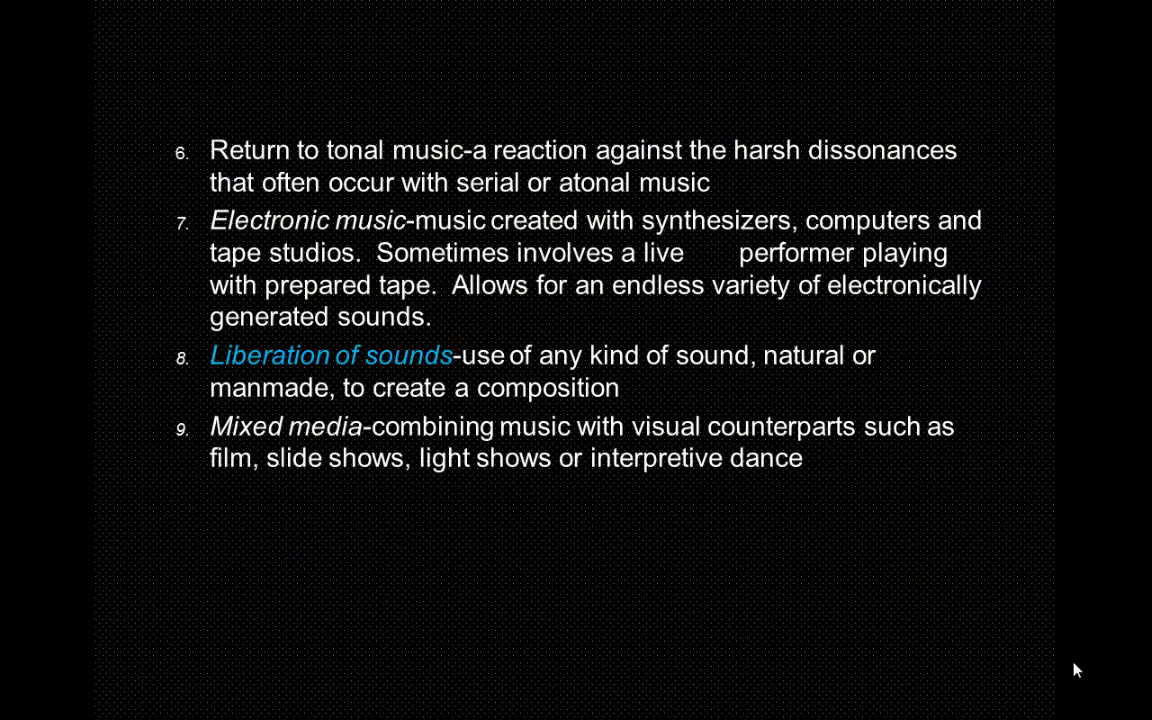 6. Return to tonal music-a reaction against the harsh dissonances
that often occur with serial or atonal music
7. Electronic music-music created with synthesizers, computers and
tape studios.  Sometimes involves a live        performer playing
with prepared tape.  Allows for an endless variety of electronically
generated sounds.
8. Liberation of sounds-use of any kind of sound, natural or
manmade, to create a composition
9. Mixed media-combining music with visual counterparts such as
film, slide shows, light shows or interpretive dance